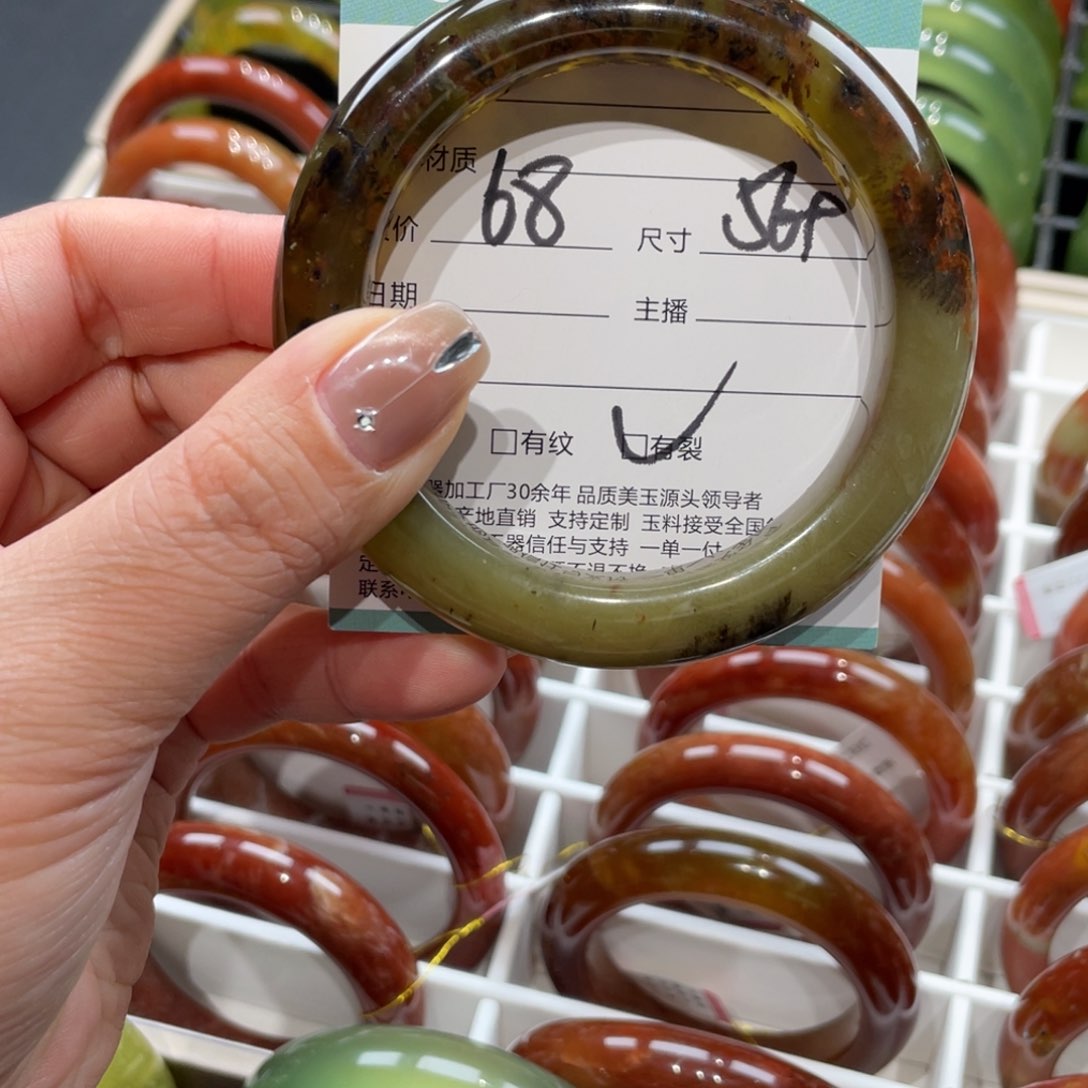 材质
价 68 尺寸 56
日期 主播
□有纹 □有裂
器加工厂30余年 品质美玉源头领导者
产地直销 支持定制 玉料接受全国
器信任与支持 一单一付
联系